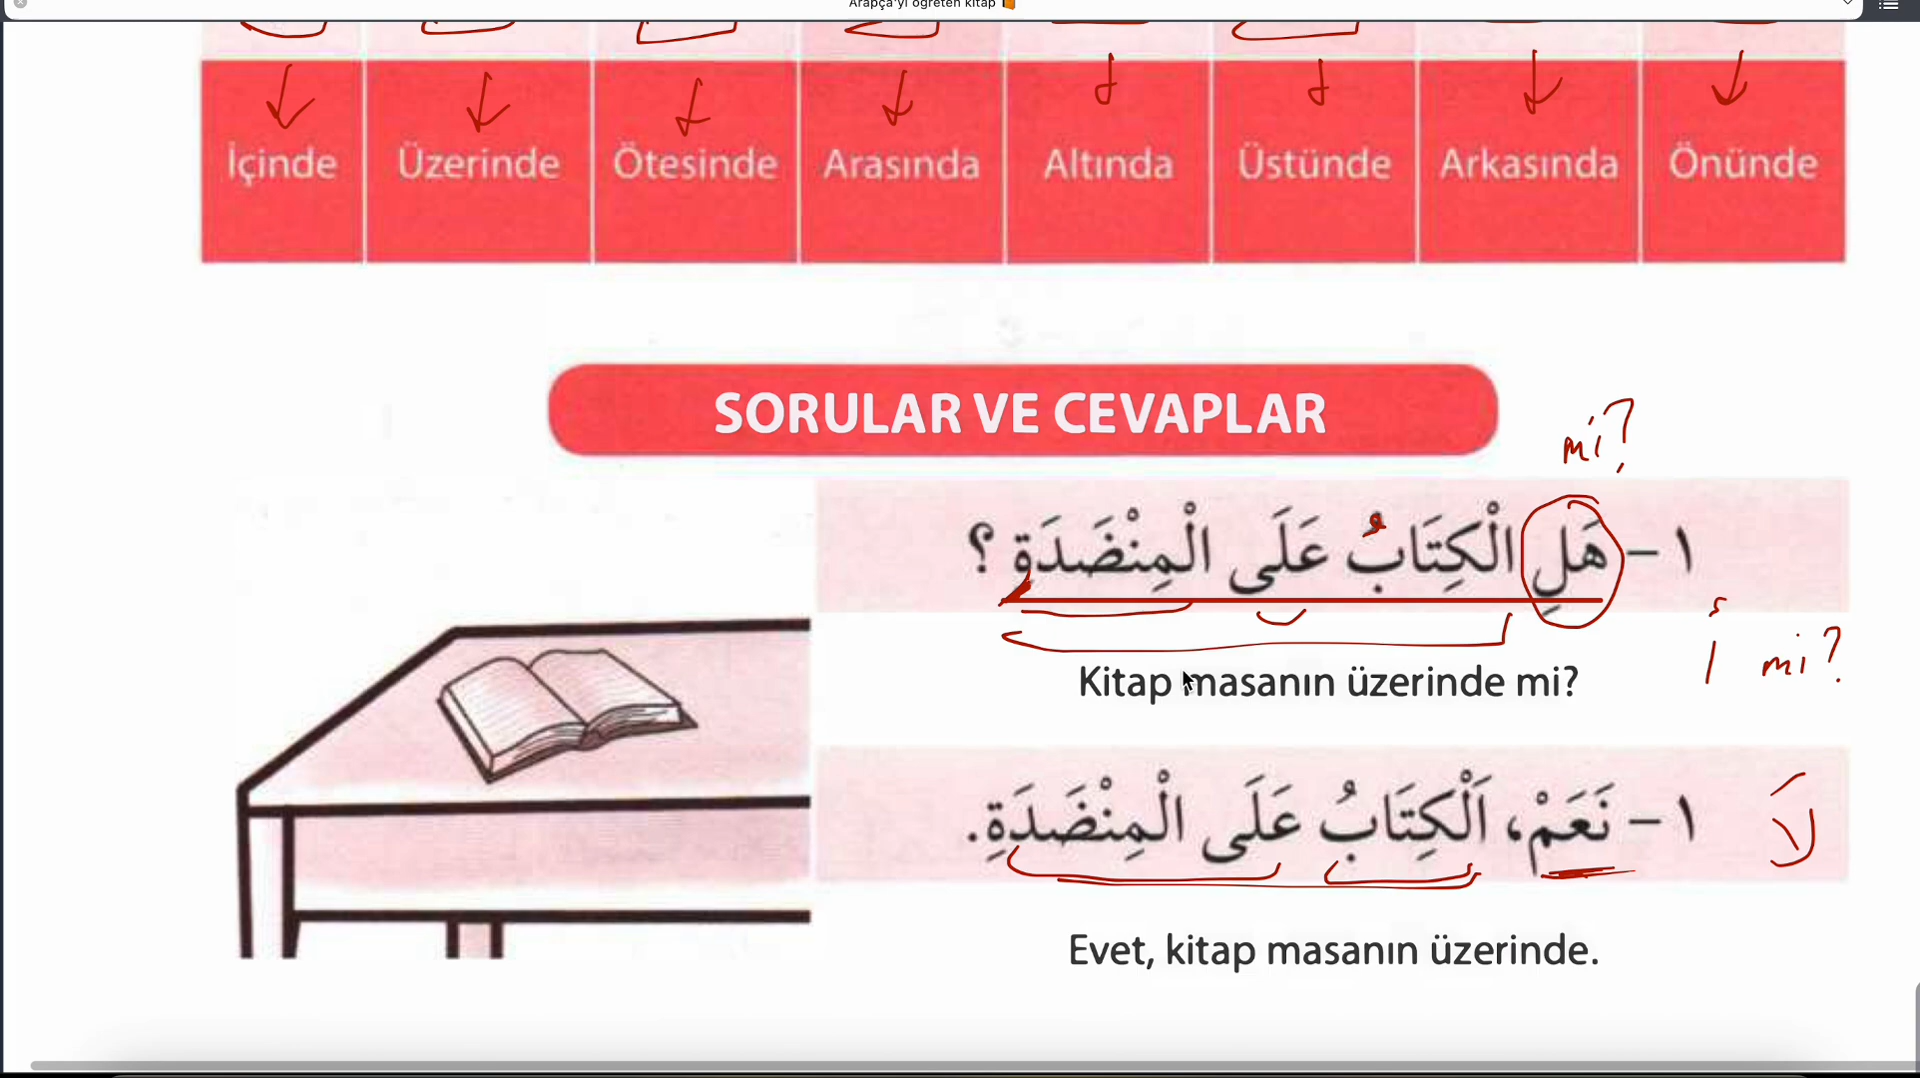 Arapça'yı öğreten kitap
İçinde Üzerinde Ötesinde Arasında Altında Üstünde Arkasında Önünde
SORULAR VE CEVAPLAR
mi?
١ – هَلِ الْكِتَابُ عَلَى الْمِنْضَدَةِ ؟
أ mi?
Kitap masanın üzerinde mi?
١ – نَعَمْ، اَلْكِتَابُ عَلَى الْمِنْضَدَةِ.
لَا
Evet, kitap masanın üzerinde.